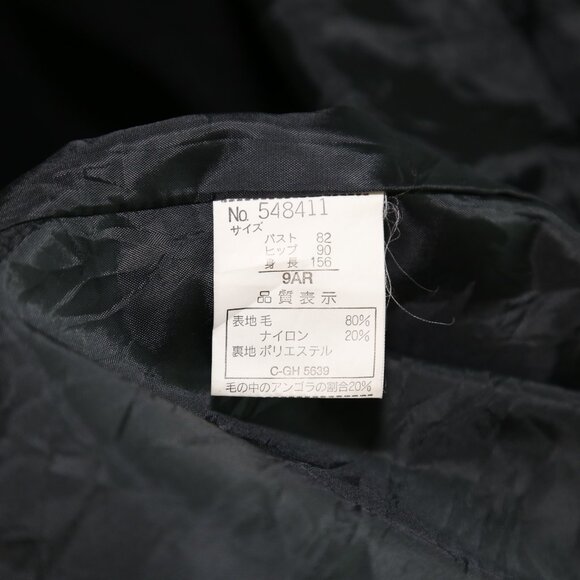 No. 548411
サイズ
バスト 82
ヒップ 90
身長 156
9AR
品質表示
表地 毛 80%
ナイロン 20%
裏地 ポリエステル
C-GH 5639
毛の中のアンゴラの割合20%